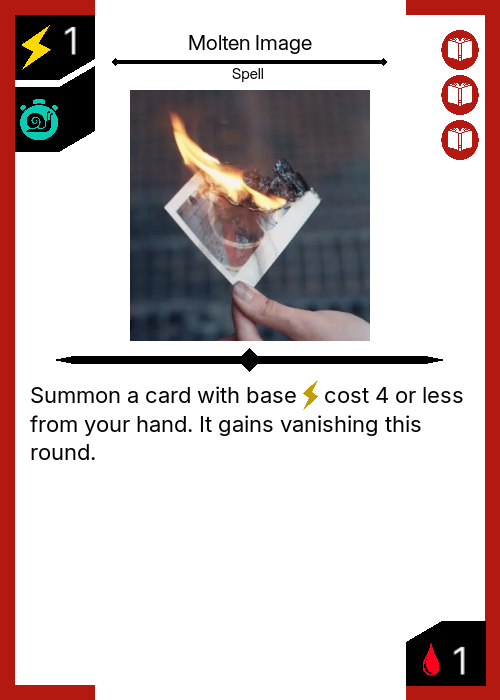 1
Molten Image
Spell
Summon a card with base cost 4 or less
from your hand. It gains vanishing this
round.
1